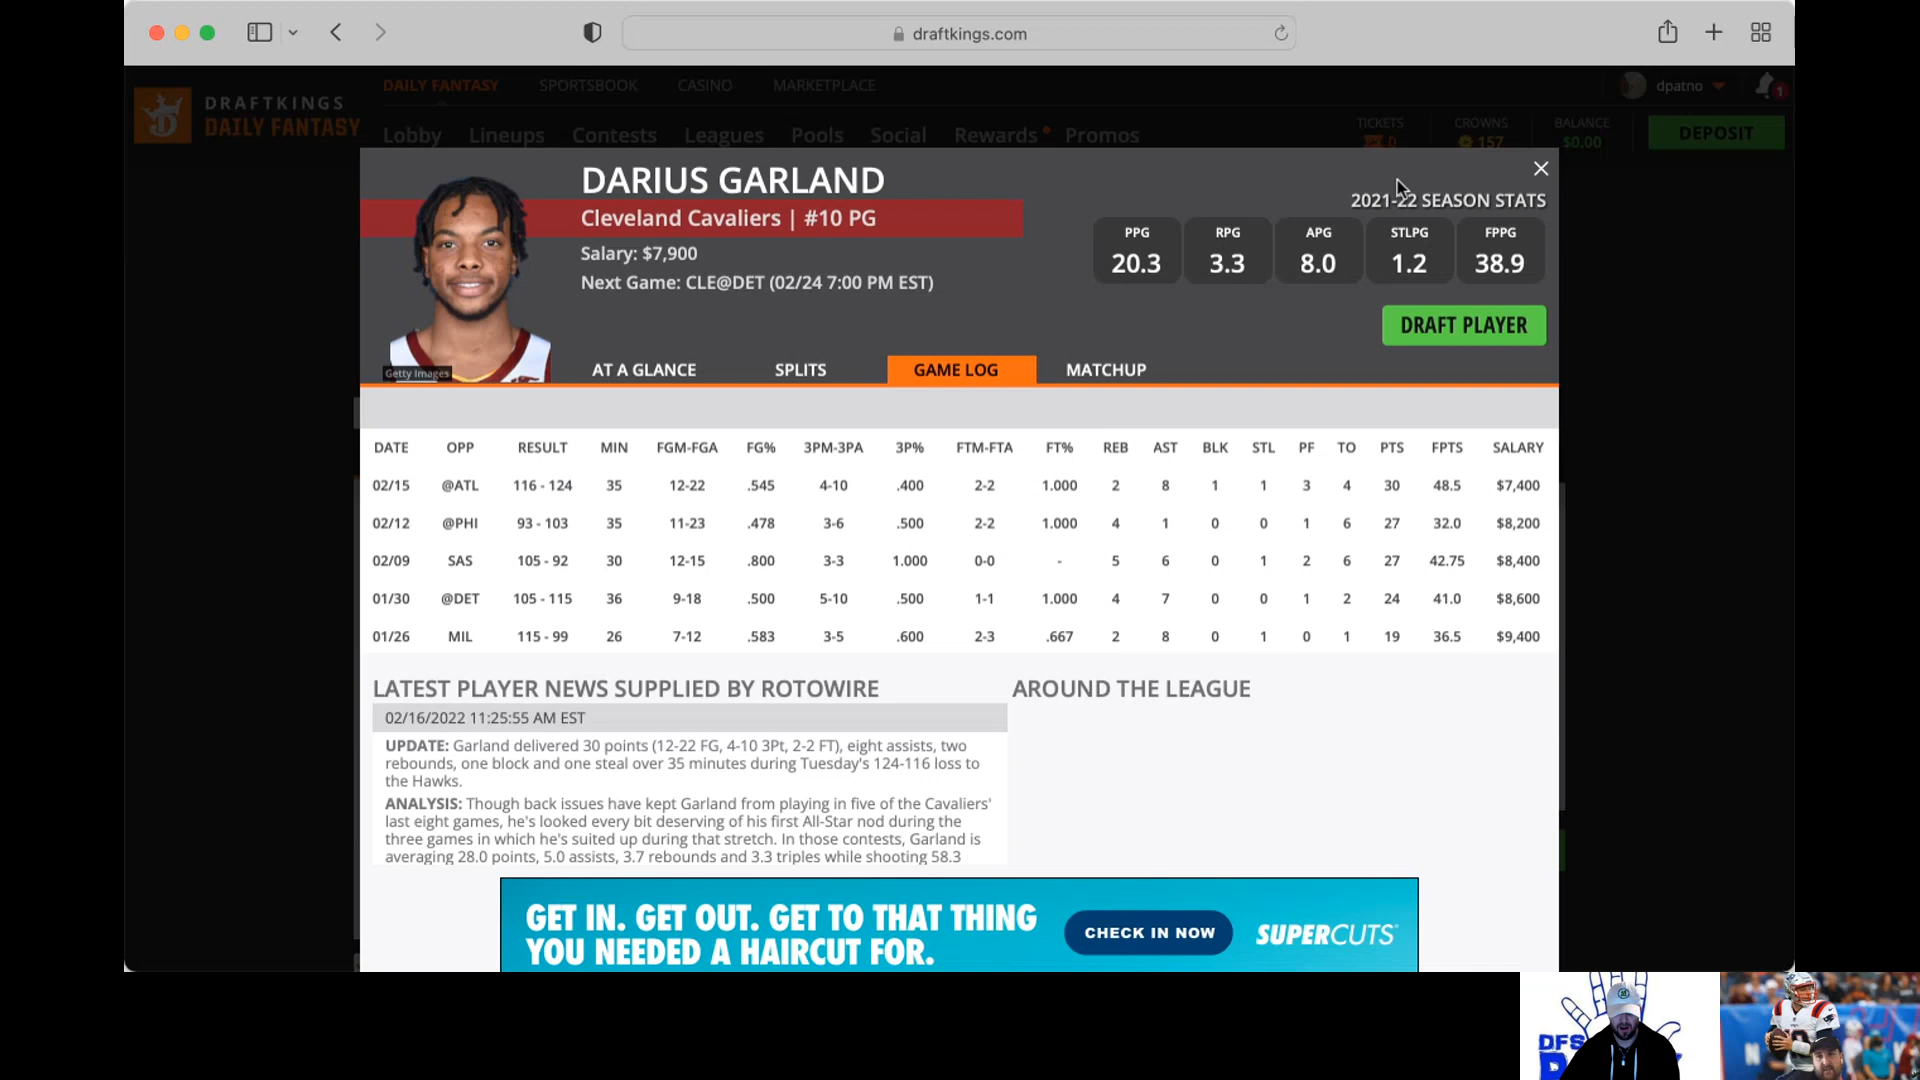 draftkings.com
DAILY FANTASY SPORTSBOOK CASINO MARKETPLACE
dpatno
1
DRAFTKINGS
DAILY FANTASY
Lobby Lineups Contests Leagues Pools Social Rewards Promos
TICKETS CROWNS BALANCE
0 157 $0.00
DEPOSIT
DARIUS GARLAND
Cleveland Cavaliers | #10 PG
Salary: $7,900
Next Game: CLE@DET (02/24 7:00 PM EST)
2021-22 SEASON STATS
PPG RPG APG STLPG FPPG
20.3 3.3 8.0 1.2 38.9
DRAFT PLAYER
Getty Images
AT A GLANCE SPLITS GAME LOG MATCHUP
DATE OPP RESULT MIN FGM-FGA FG% 3PM-3PA 3P% FTM-FTA FT% REB AST BLK STL PF TO PTS FPTS SALARY
02/15 @ATL 116 - 124 35 12-22 .545 4-10 .400 2-2 1.000 2 8 1 1 3 4 30 48.5 $7,400
02/12 @PHI 93 - 103 35 11-23 .478 3-6 .500 2-2 1.000 4 1 0 0 1 6 27 32.0 $8,200
02/09 SAS 105 - 92 30 12-15 .800 3-3 1.000 0-0 - 5 6 0 1 2 6 27 42.75 $8,400
01/30 @DET 105 - 115 36 9-18 .500 5-10 .500 1-1 1.000 4 7 0 0 1 2 24 41.0 $8,600
01/26 MIL 115 - 99 26 7-12 .583 3-5 .600 2-3 .667 2 8 0 1 0 1 19 36.5 $9,400
LATEST PLAYER NEWS SUPPLIED BY ROTOWIRE
AROUND THE LEAGUE
02/16/2022 11:25:55 AM EST
UPDATE: Garland delivered 30 points (12-22 FG, 4-10 3Pt, 2-2 FT), eight assists, two
rebounds, one block and one steal over 35 minutes during Tuesday's 124-116 loss to
the Hawks.
ANALYSIS: Though back issues have kept Garland from playing in five of the Cavaliers'
last eight games, he's looked every bit deserving of his first All-Star nod during the
three games in which he's suited up during that stretch. In those contests, Garland is
averaging 28.0 points, 5.0 assists, 3.7 rebounds and 3.3 triples while shooting 58.3
GET IN. GET OUT. GET TO THAT THING
YOU NEEDED A HAIRCUT FOR.
CHECK IN NOW
SUPERCUTS
DFS